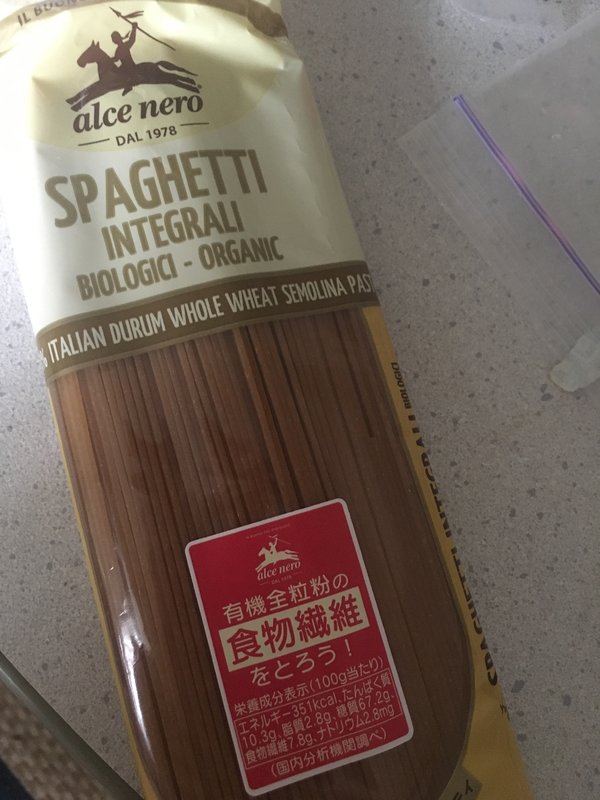 IL BUONO
alce nero
DAL 1978
SPAGHETTI
INTEGRALI
BIOLOGICI - ORGANIC
% ITALIAN DURUM WHOLE WHEAT SEMOLINA PAST
SPAGHETTI INTEGRALI BIOLOGICI
alce nero
DAL 1978
有機全粒粉の
食物繊維
をとろう!
栄養成分表示(100g当たり)
エネルギー351kcal、たんぱく質
10.3g、脂質2.8g、糖質67.2g、
食物繊維7.8g、ナトリウム2.8mg
(国内分析機関調べ)